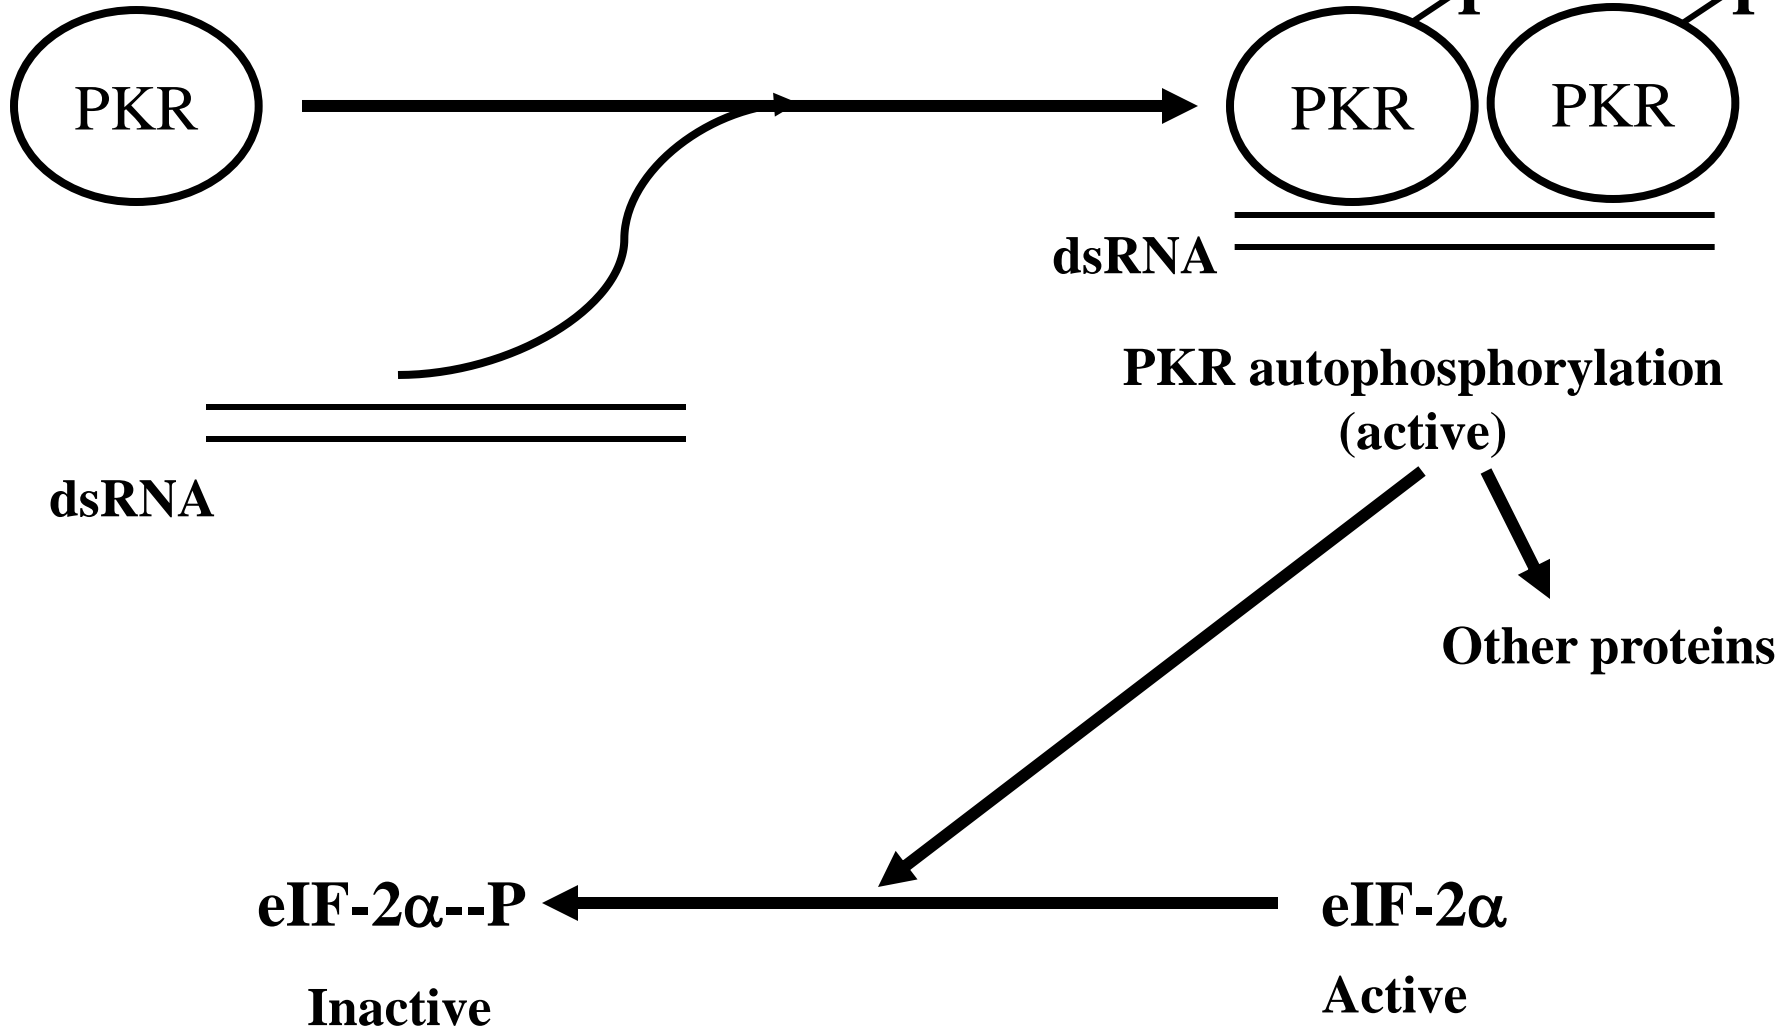 PKR
PKR
PKR
dsRNA
PKR autophosphorylation
(active)
dsRNA
Other proteins
eIF-2α--P
eIF-2α
Inactive
Active